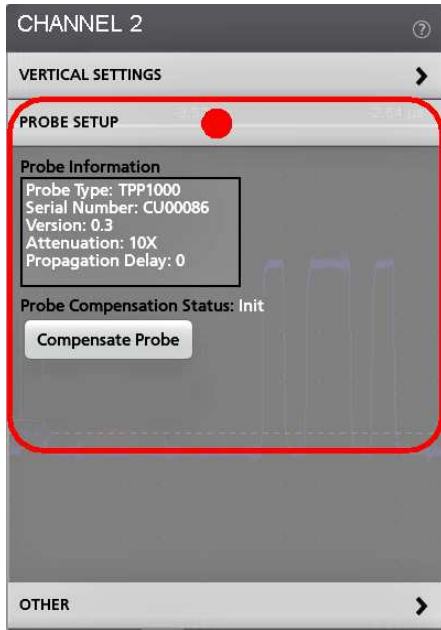 CHANNEL 2
?
VERTICAL SETTINGS
PROBE SETUP
Probe Information
Probe Type: TPP1000
Serial Number: CU00086
Version: 0.3
Attenuation: 10X
Propagation Delay: 0
Probe Compensation Status: Init
Compensate Probe
OTHER